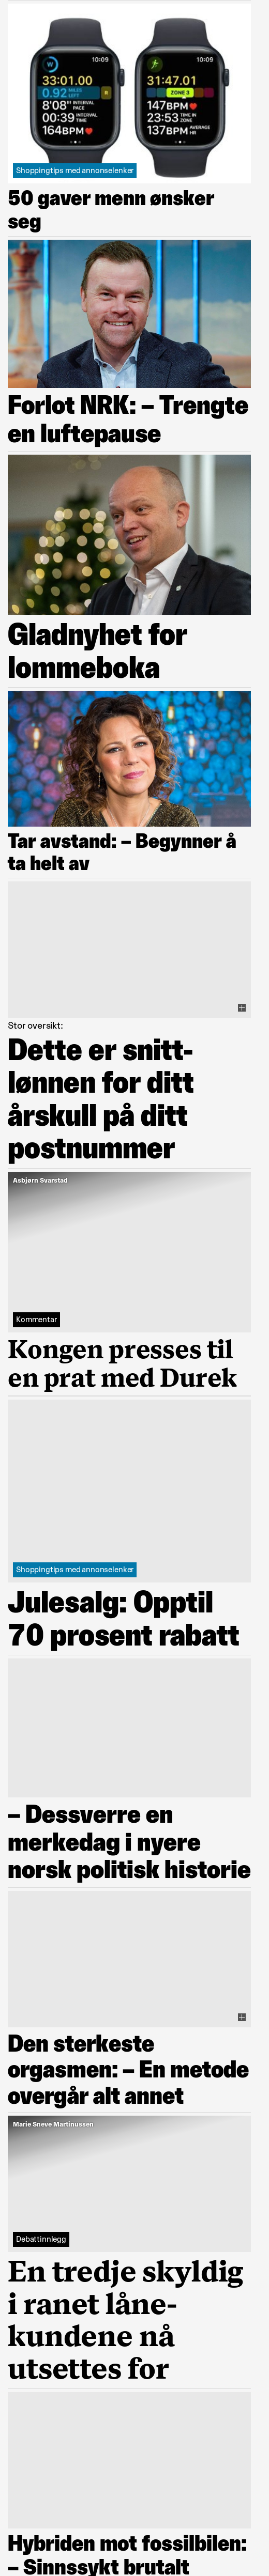 10:09
10:09
33:01.00
0.92 MILES
8'08" INTERVAL PACE
00:39 INTERVAL TIME
164BPM
31:47.01
ZONE 3
147BPM
23:53 TIME IN ZONE
137BPM AVERAGE HR
Shoppingtips med annonselenker
50 gaver menn ønsker
seg
Forlot NRK: – Trengte
en luftepause
Gladnyhet for
lommeboka
Tar avstand: – Begynner å
ta helt av
Stor oversikt:
Dette er snitt-
lønnen for ditt
årskull på ditt
postnummer
Asbjørn Svarstad
Kommentar
Kongen presses til
en prat med Durek
Shoppingtips med annonselenker
Julesalg: Opptil
70 prosent rabatt
– Dessverre en
merkedag i nyere
norsk politisk historie
Den sterkeste
orgasmen: – En metode
overgår alt annet
Marie Sneve Martinussen
Debattinnlegg
En tredje skyldig
i ranet låne-
kundene nå
utsettes for
Hybriden mot fossilbilen:
– Sinnssykt brutalt